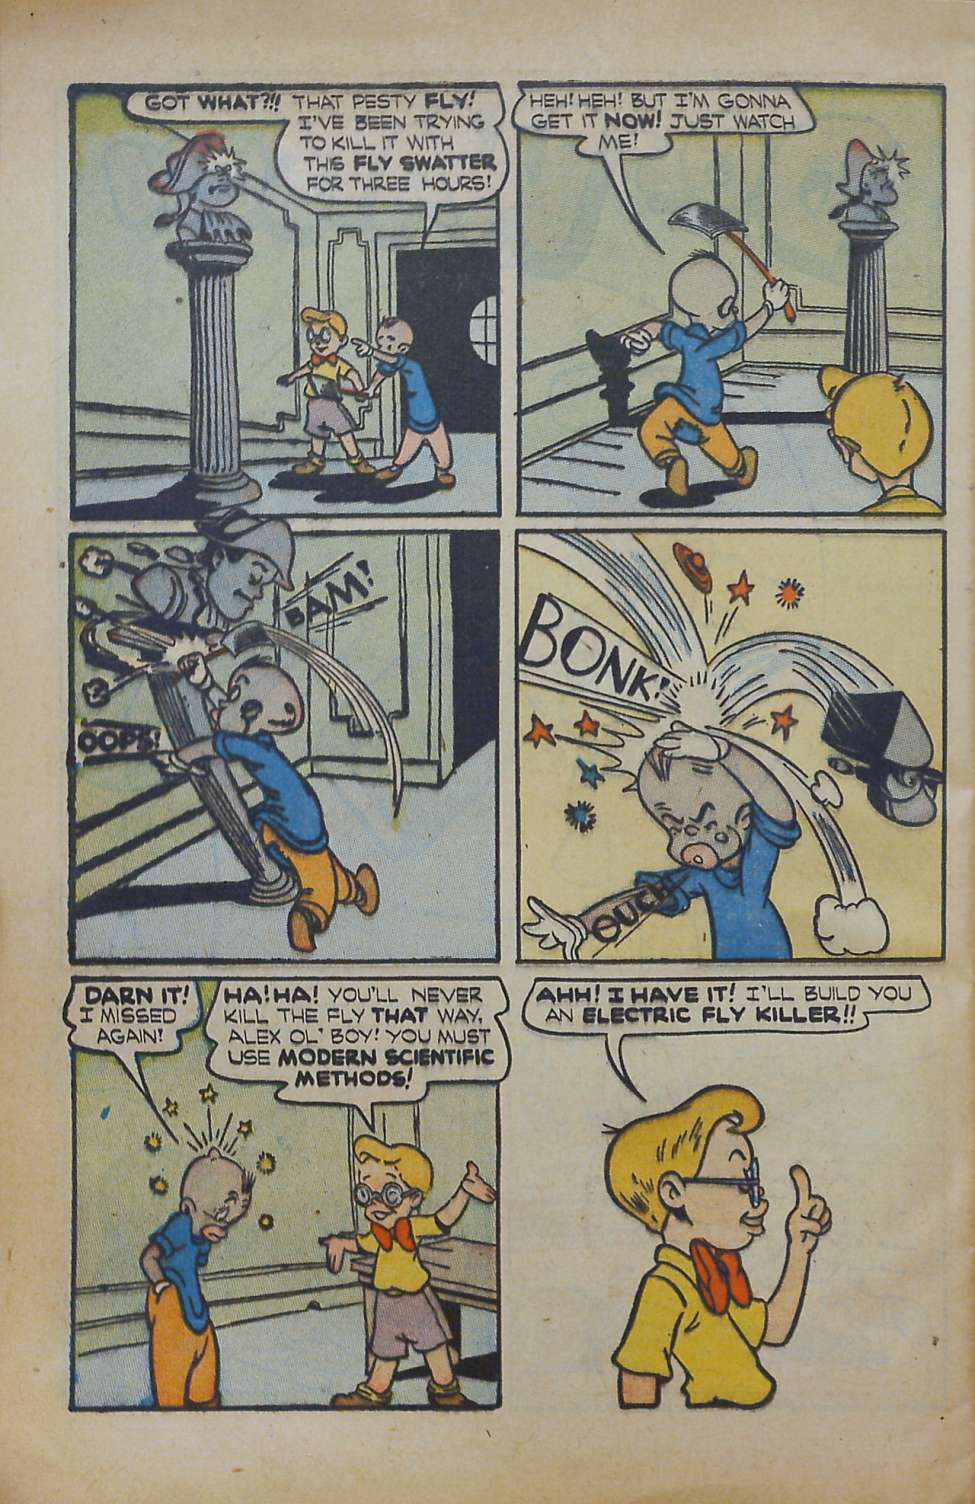 GOT WHAT?!!
THAT PESTY FLY!
I'VE BEEN TRYING
TO KILL IT WITH
THIS FLY SWATTER
FOR THREE HOURS!
HEH! HEH! BUT I'M GONNA
GET IT NOW! JUST WATCH
ME!
BAM!
OOPS!
BONK!
OUCH
DARN IT!
I MISSED
AGAIN!
HA! HA! YOU'LL NEVER
KILL THE FLY THAT WAY,
ALEX OL' BOY! YOU MUST
USE MODERN SCIENTIFIC
METHODS!
AHH! I HAVE IT! I'LL BUILD YOU
AN ELECTRIC FLY KILLER!!